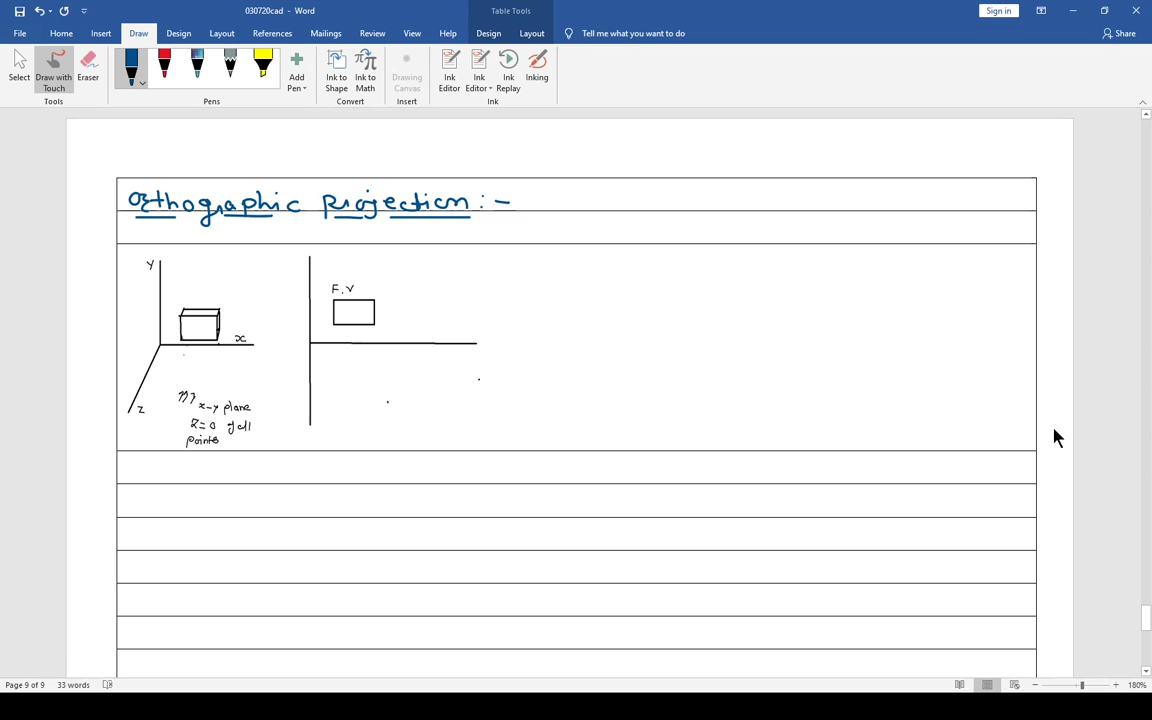 030720cad - Word
Table Tools
Sign in
File Home Insert Draw Design Layout References Mailings Review View Help Design Layout Tell me what you want to do Share
Select Draw with Touch Eraser Add Pen Ink to Shape Ink to Math Drawing Canvas Ink Editor Ink Editor Ink Replay Inking
Tools Pens Convert Insert Ink
Orthographic projection :-
Y
F.V
x
Z
x-y plane
Z=0 of all
points
Page 9 of 9 33 words 180%